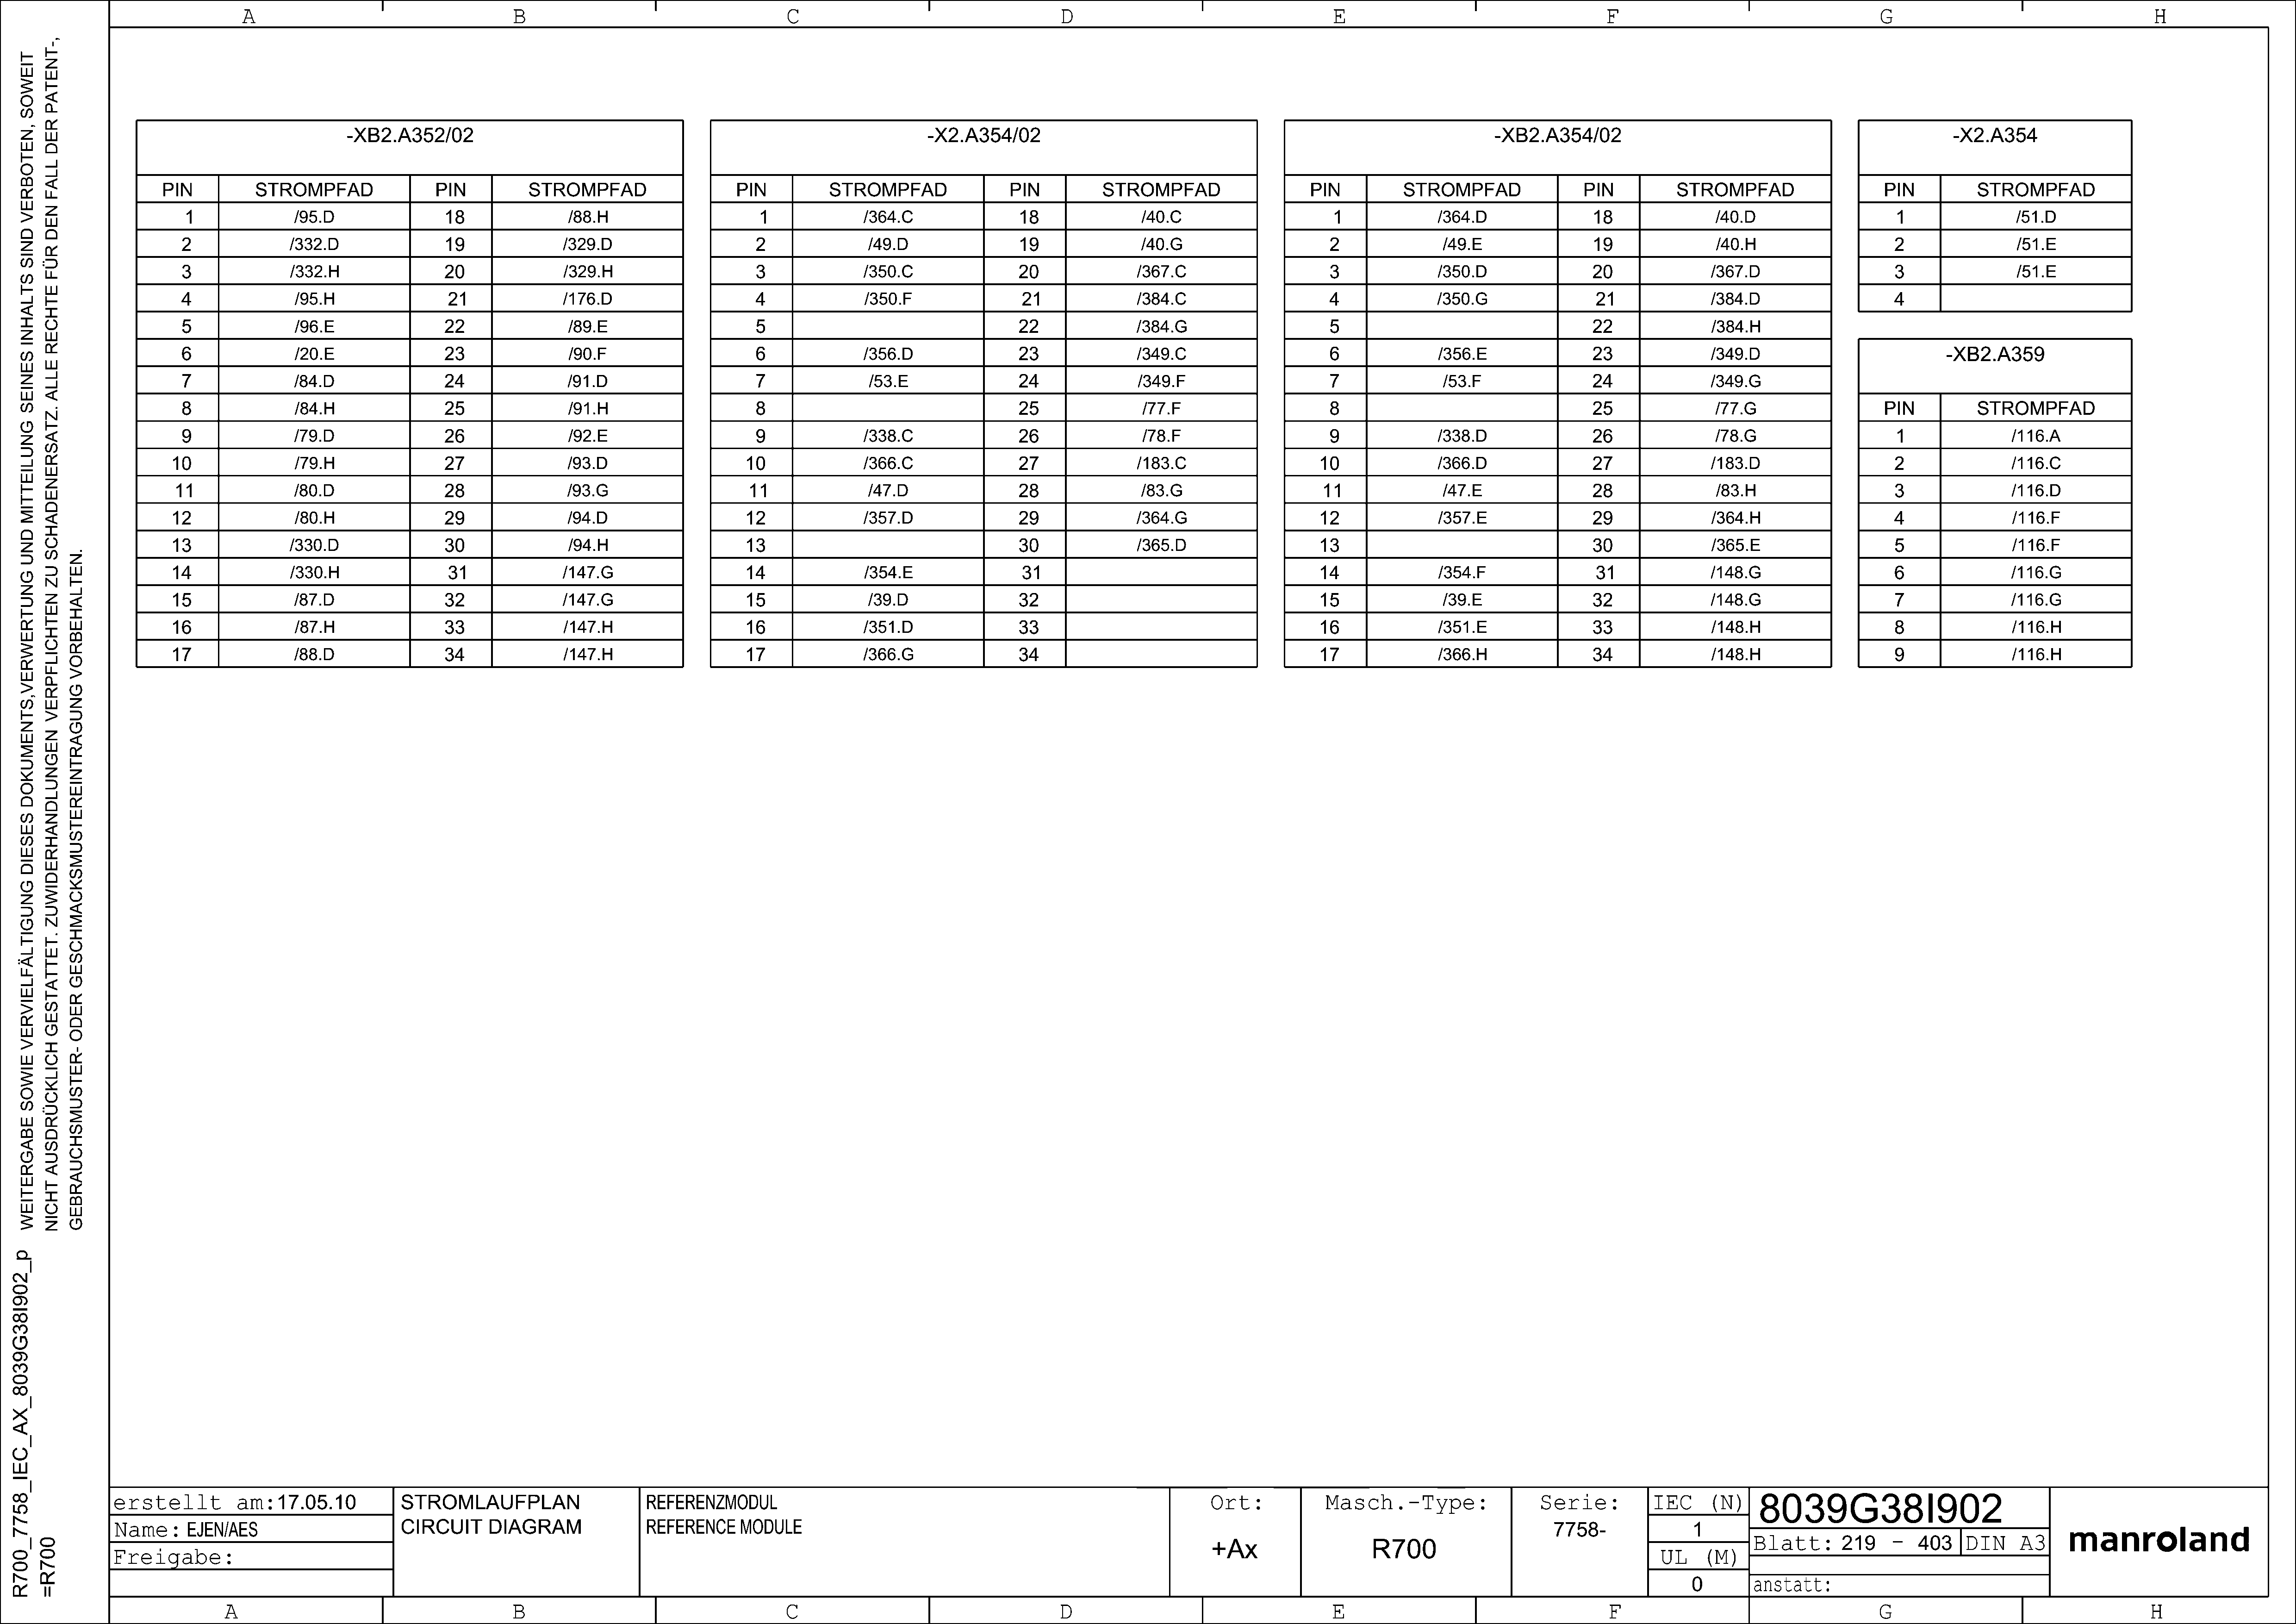 A B C D E F G H
-XB2.A352/02
PIN STROMPFAD PIN STROMPFAD
1 /95.D 18 /88.H
2 /332.D 19 /329.D
3 /332.H 20 /329.H
4 /95.H 21 /176.D
5 /96.E 22 /89.E
6 /20.E 23 /90.F
7 /84.D 24 /91.D
8 /84.H 25 /91.H
9 /79.D 26 /92.E
10 /79.H 27 /93.D
11 /80.D 28 /93.G
12 /80.H 29 /94.D
13 /330.D 30 /94.H
14 /330.H 31 /147.G
15 /87.D 32 /147.G
16 /87.H 33 /147.H
17 /88.D 34 /147.H
-X2.A354/02
PIN STROMPFAD PIN STROMPFAD
1 /364.C 18 /40.C
2 /49.D 19 /40.G
3 /350.C 20 /367.C
4 /350.F 21 /384.C
5 22 /384.G
6 /356.D 23 /349.C
7 /53.E 24 /349.F
8 25 /77.F
9 /338.C 26 /78.F
10 /366.C 27 /183.C
11 /47.D 28 /83.G
12 /357.D 29 /364.G
13 30 /365.D
14 /354.E 31
15 /39.D 32
16 /351.D 33
17 /366.G 34
-XB2.A354/02
PIN STROMPFAD PIN STROMPFAD
1 /364.D 18 /40.D
2 /49.E 19 /40.H
3 /350.D 20 /367.D
4 /350.G 21 /384.D
5 22 /384.H
6 /356.E 23 /349.D
7 /53.F 24 /349.G
8 25 /77.G
9 /338.D 26 /78.G
10 /366.D 27 /183.D
11 /47.E 28 /83.H
12 /357.E 29 /364.H
13 30 /365.E
14 /354.F 31 /148.G
15 /39.E 32 /148.G
16 /351.E 33 /148.H
17 /366.H 34 /148.H
-X2.A354
PIN STROMPFAD
1 /51.D
2 /51.E
3 /51.E
4
-XB2.A359
PIN STROMPFAD
1 /116.A
2 /116.C
3 /116.D
4 /116.F
5 /116.F
6 /116.G
7 /116.G
8 /116.H
9 /116.H
WEITERGABE SOWIE VERVIELFÄLTIGUNG DIESES DOKUMENTS,VERWERTUNG UND MITTEILUNG SEINES INHALTS SIND VERBOTEN, SOWEIT
NICHT AUSDRÜCKLICH GESTATTET. ZUWIDERHANDLUNGEN VERPFLICHTEN ZU SCHADENERSATZ. ALLE RECHTE FÜR DEN FALL DER PATENT-,
GEBRAUCHSMUSTER- ODER GESCHMACKSMUSTEREINTRAGUNG VORBEHALTEN.
R700_7758_IEC_AX_8039G38I902_p
=R700
erstellt am:17.05.10
Name: EJEN/AES
Freigabe:
STROMLAUFPLAN
CIRCUIT DIAGRAM
REFERENZMODUL
REFERENCE MODULE
Ort:
+Ax
Masch.-Type:
R700
Serie:
7758-
IEC (N)
1
UL (M)
0
8039G38I902
Blatt: 219 - 403 DIN A3
anstatt:
manroland
A B C D E F G H